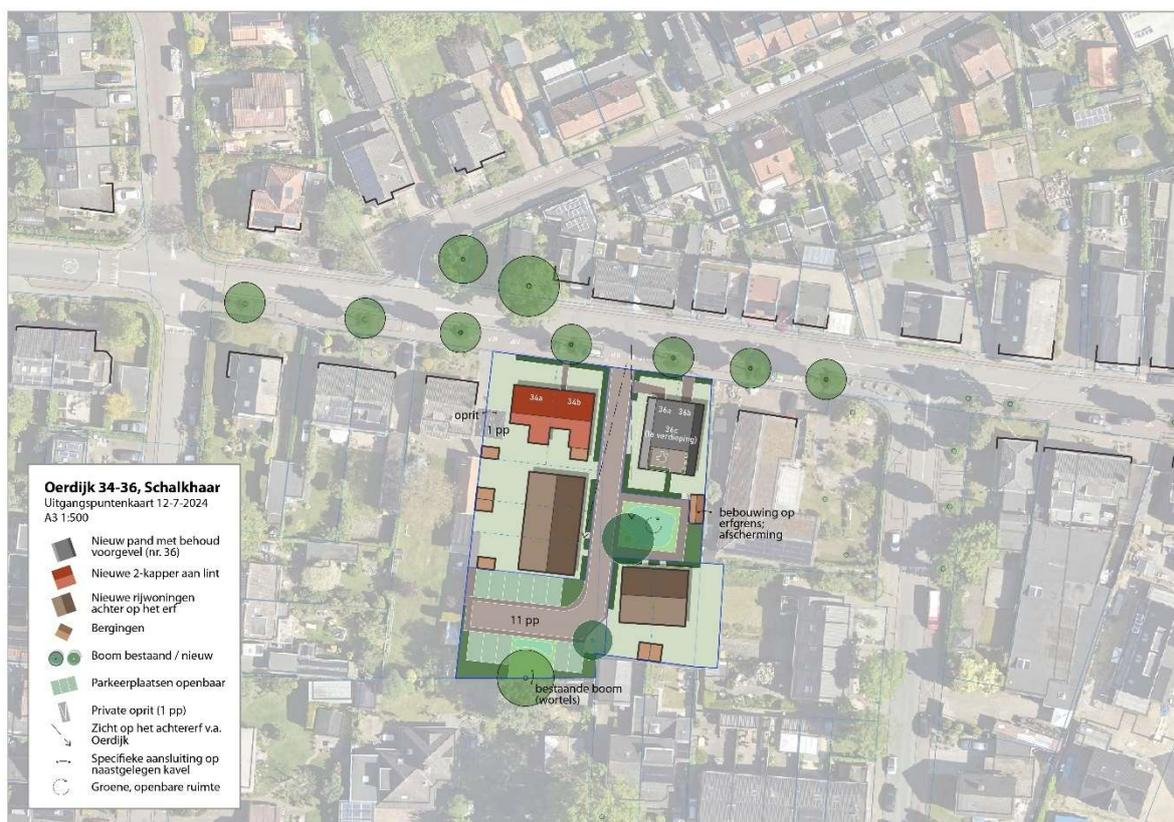 34a 34b
36a 36b
36c
(1e verdieping)
oprit
1 pp
bebouwing op
erfgrens;
afscherming
11 pp
bestaande boom
(wortels)
Oerdijk 34-36, Schalkhaar
Uitgangspuntenkaart 12-7-2024
A3 1:500
Nieuw pand met behoud
voorgevel (nr. 36)
Nieuwe 2-kapper aan lint
Nieuwe rijwoningen
achter op het erf
Bergingen
Boom bestaand / nieuw
Parkeerplaatsen openbaar
Private oprit (1 pp)
Zicht op het achtererf v.a.
Oerdijk
Specifieke aansluiting op
naastgelegen kavel
Groene, openbare ruimte